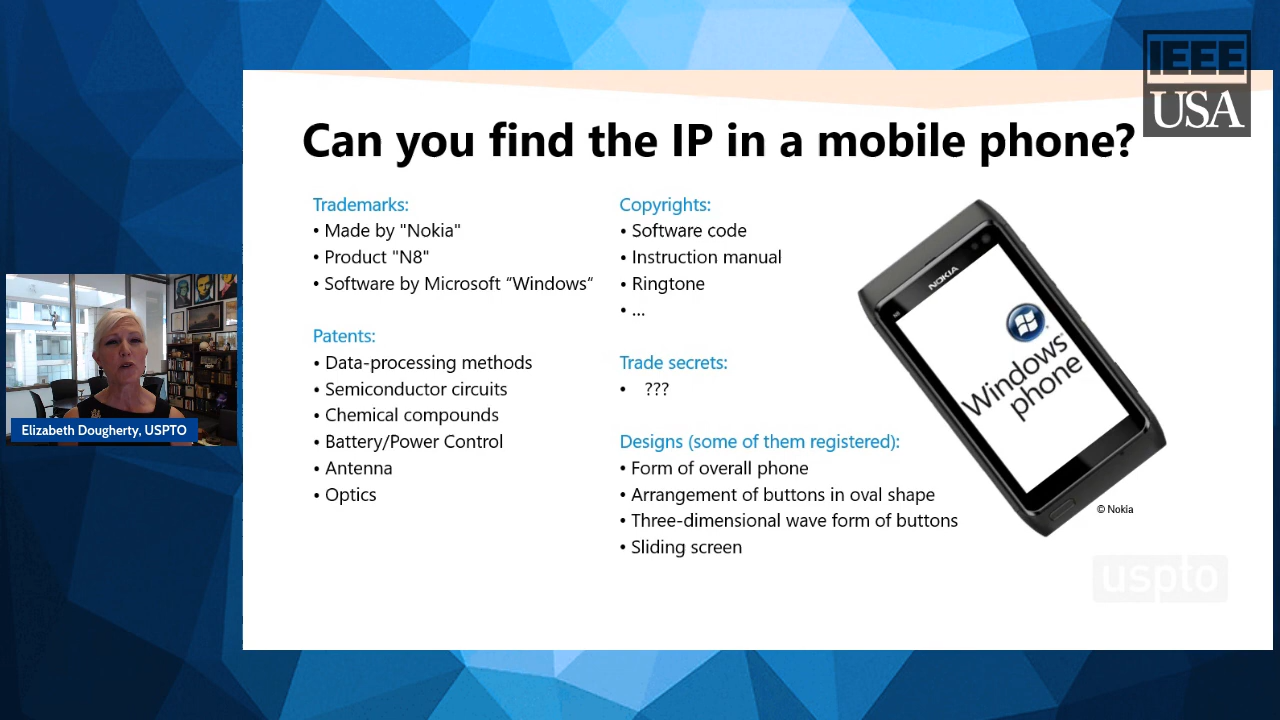 IEEE
USA
Can you find the IP in a mobile phone?
Trademarks:
• Made by "Nokia"
• Product "N8"
• Software by Microsoft “Windows“
Patents:
• Data-processing methods
• Semiconductor circuits
• Chemical compounds
• Battery/Power Control
• Antenna
• Optics
Copyrights:
• Software code
• Instruction manual
• Ringtone
• ...
Trade secrets:
• ???
Designs (some of them registered):
• Form of overall phone
• Arrangement of buttons in oval shape
• Three-dimensional wave form of buttons
• Sliding screen
NOKIA
Windows
phone
© Nokia
uspto
Elizabeth Dougherty, USPTO